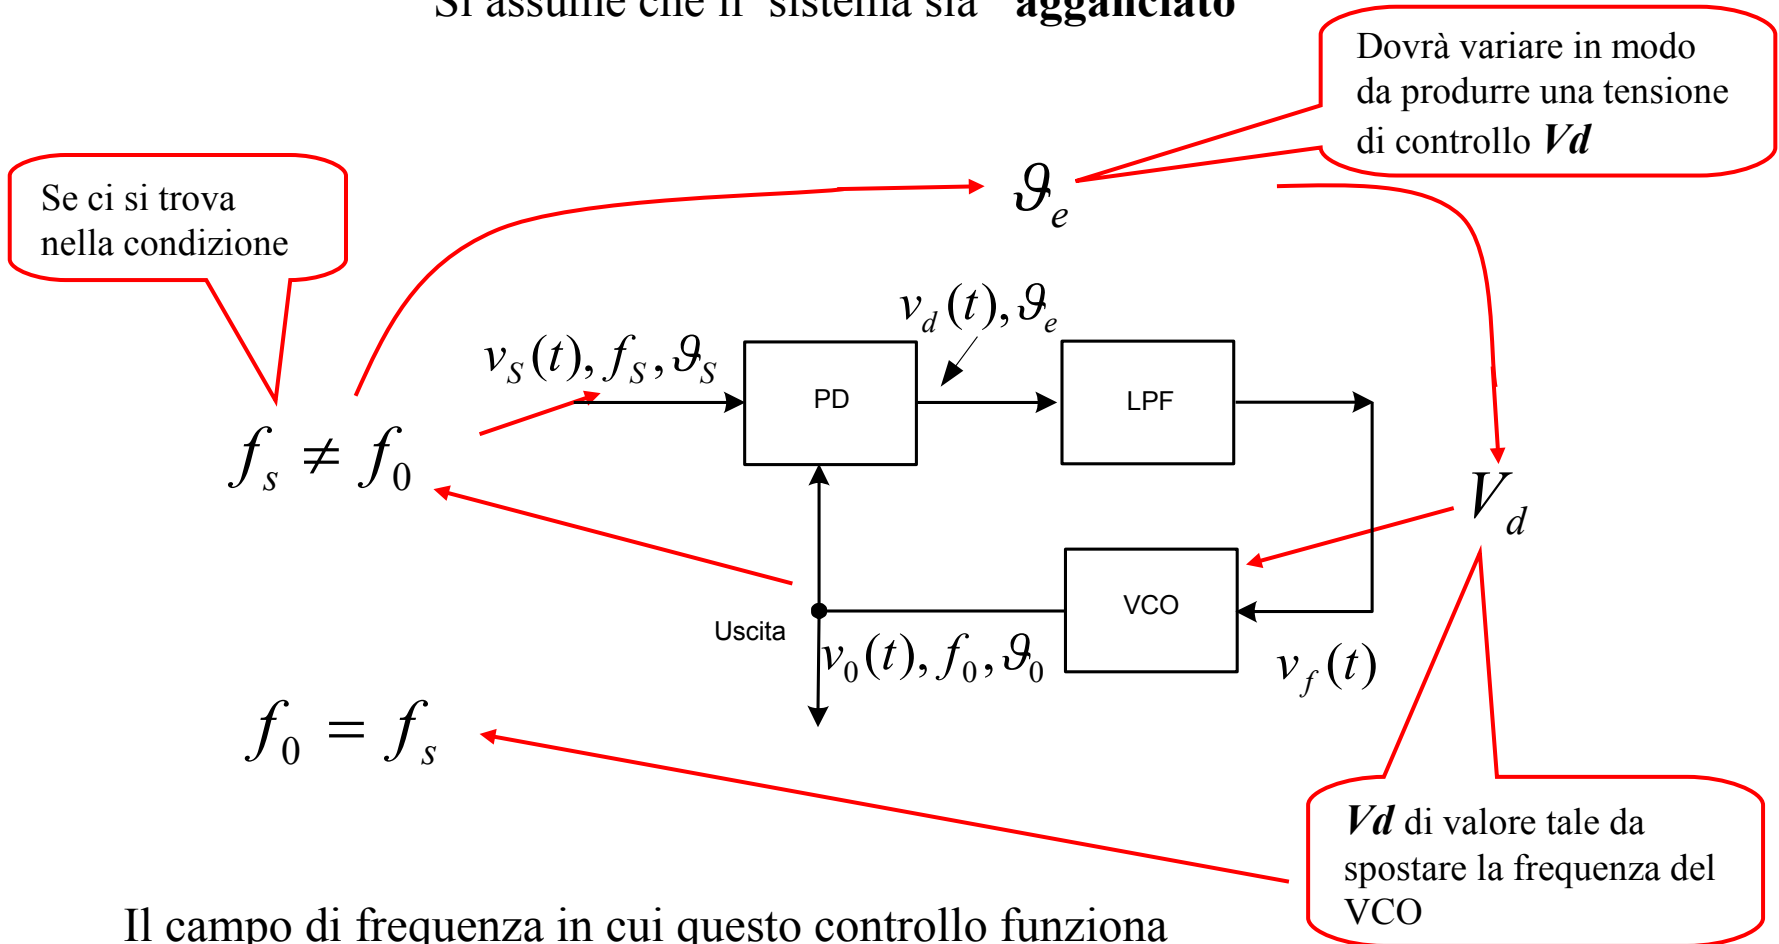 Si assume che il sistema sia "agganciato"
Dovrà variare in modo
da produrre una tensione
di controllo Vd
Se ci si trova
nella condizione
ϑe
vd(t), ϑe
vS(t), fS, ϑS
PD
LPF
fs ≠ f0
Vd
VCO
Uscita
v0(t), f0, ϑ0
vf(t)
f0 = fs
Vd di valore tale da
spostare la frequenza del
VCO
Il campo di frequenza in cui questo controllo funziona